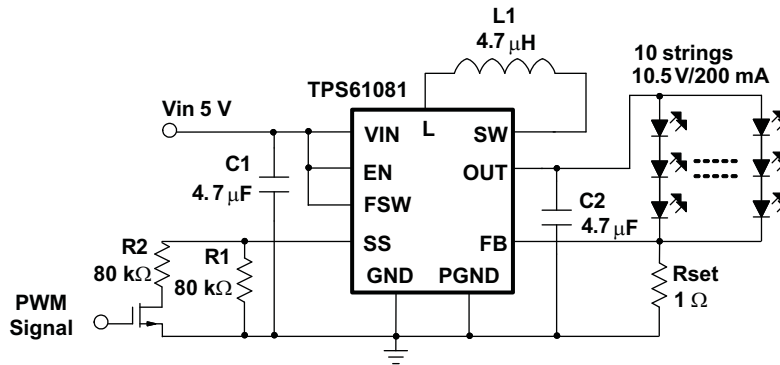 L1
4.7 μH
10 strings
10.5 V/200 mA
TPS61081
Vin 5 V
VIN
L
SW
EN
OUT
FSW
C1
4.7 μF
C2
4.7 μF
SS
FB
R2
80 kΩ
R1
80 kΩ
GND
PGND
Rset
1 Ω
PWM
Signal